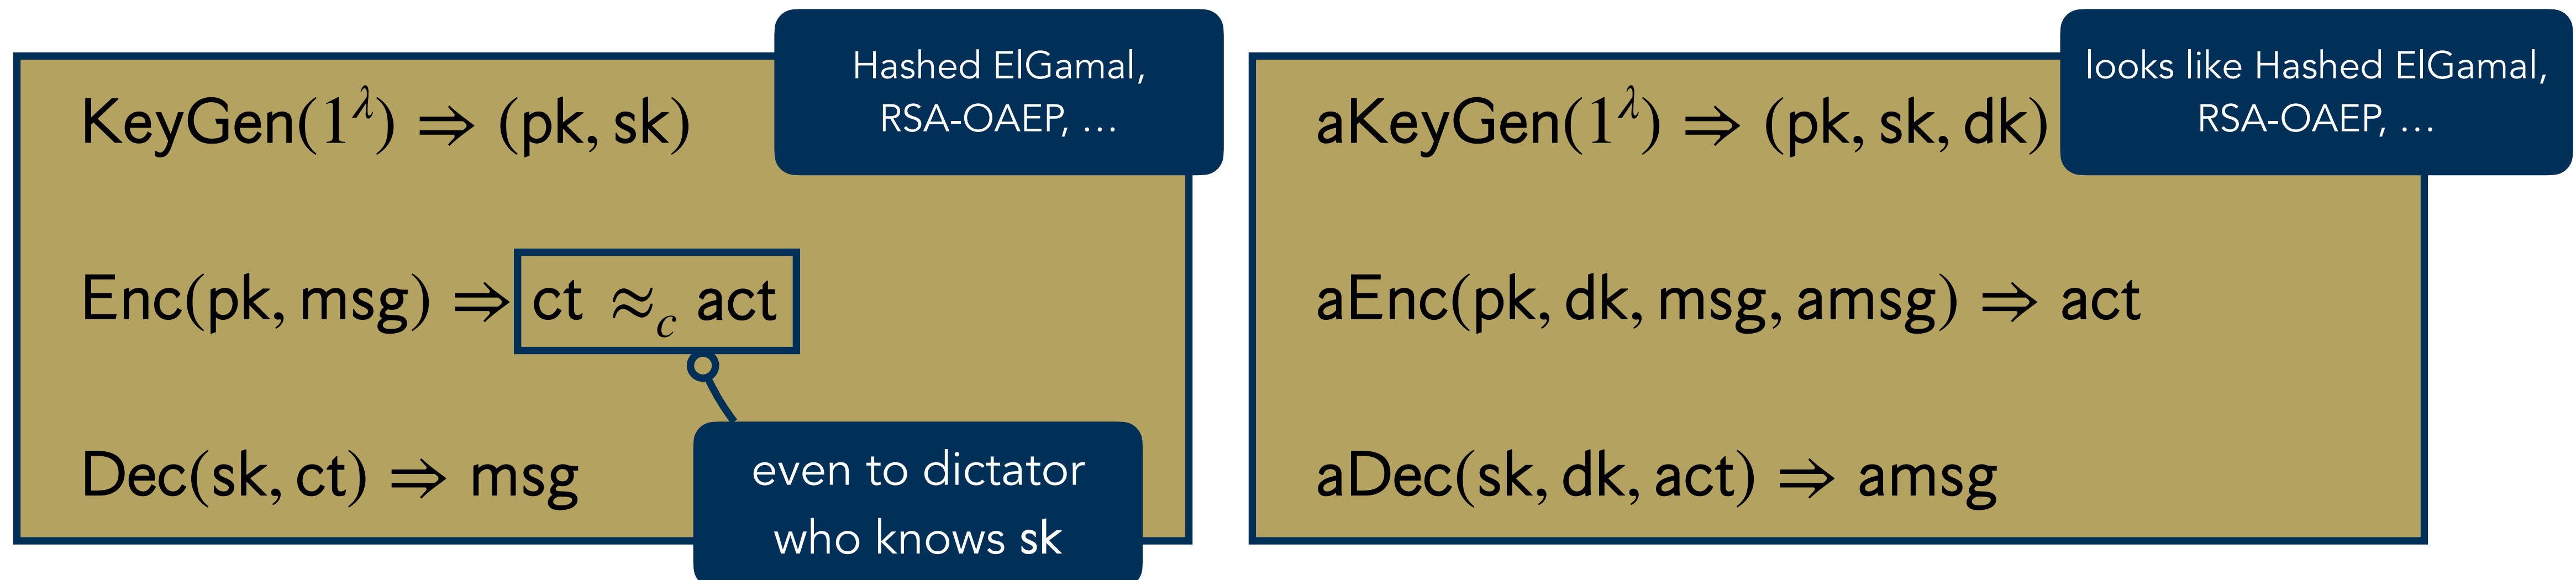 Hashed ElGamal,
RSA-OAEP, …
KeyGen(1^λ) ⇒ (pk, sk)
Enc(pk, msg) ⇒ ct ≈_c act
Dec(sk, ct) ⇒ msg
even to dictator
who knows sk
looks like Hashed ElGamal,
RSA-OAEP, …
aKeyGen(1^λ) ⇒ (pk, sk, dk)
aEnc(pk, dk, msg, amsg) ⇒ act
aDec(sk, dk, act) ⇒ amsg